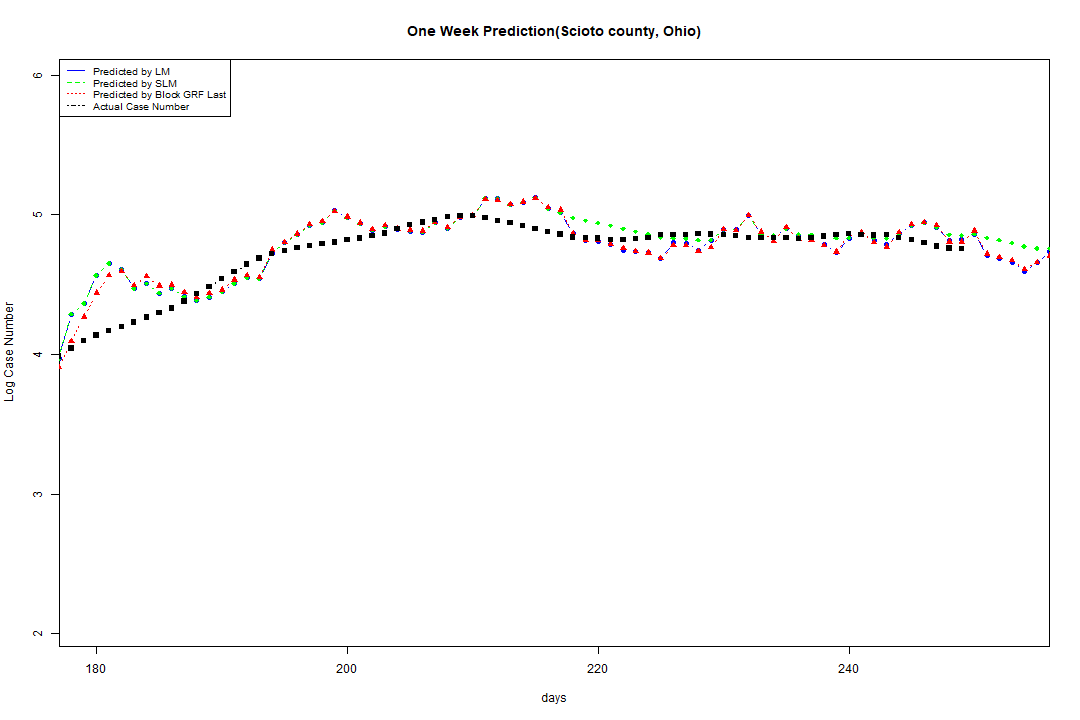 One Week Prediction(Scioto county, Ohio)
Predicted by LM
Predicted by SLM
Predicted by Block GRF Last
Actual Case Number
6
5
4
3
2
Log Case Number
180 200 220 240
days